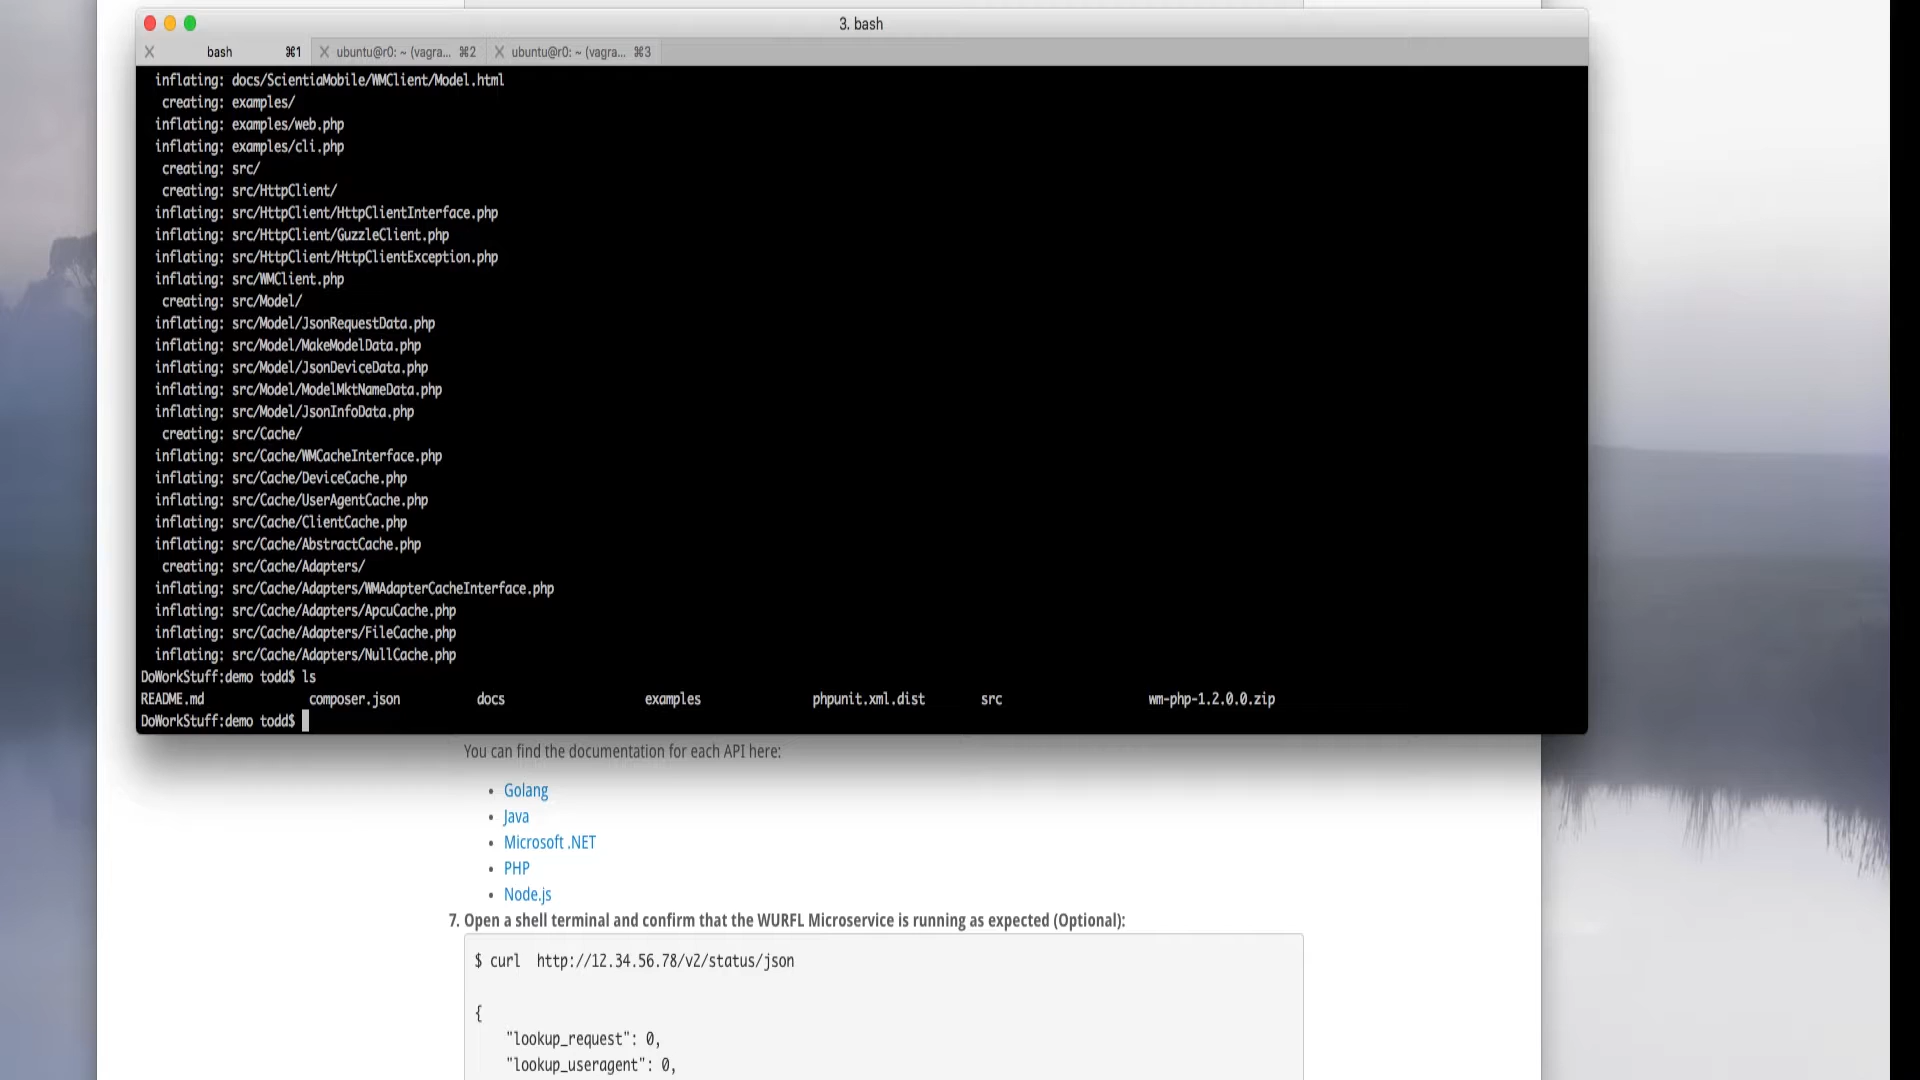 3. bash
bash ⌘1 ubuntu@r0: ~ (vagra... ⌘2 ubuntu@r0: ~ (vagra... ⌘3
inflating: docs/ScientiaMobile/WMClient/Model.html
creating: examples/
inflating: examples/web.php
inflating: examples/cli.php
creating: src/
creating: src/HttpClient/
inflating: src/HttpClient/HttpClientInterface.php
inflating: src/HttpClient/GuzzleClient.php
inflating: src/HttpClient/HttpClientException.php
inflating: src/WMClient.php
creating: src/Model/
inflating: src/Model/JsonRequestData.php
inflating: src/Model/MakeModelData.php
inflating: src/Model/JsonDeviceData.php
inflating: src/Model/ModelMktNameData.php
inflating: src/Model/JsonInfoData.php
creating: src/Cache/
inflating: src/Cache/WMCacheInterface.php
inflating: src/Cache/DeviceCache.php
inflating: src/Cache/UserAgentCache.php
inflating: src/Cache/ClientCache.php
inflating: src/Cache/AbstractCache.php
creating: src/Cache/Adapters/
inflating: src/Cache/Adapters/WMAdapterCacheInterface.php
inflating: src/Cache/Adapters/ApcuCache.php
inflating: src/Cache/Adapters/FileCache.php
inflating: src/Cache/Adapters/NullCache.php
DoWorkStuff:demo todd$ ls
README.md composer.json docs examples phpunit.xml.dist src wm-php-1.2.0.0.zip
DoWorkStuff:demo todd$
You can find the documentation for each API here:
• Golang
• Java
• Microsoft .NET
• PHP
• Node.js
7. Open a shell terminal and confirm that the WURFL Microservice is running as expected (Optional):
$ curl http://12.34.56.78/v2/status/json
{
"lookup_request": 0,
"lookup_useragent": 0,